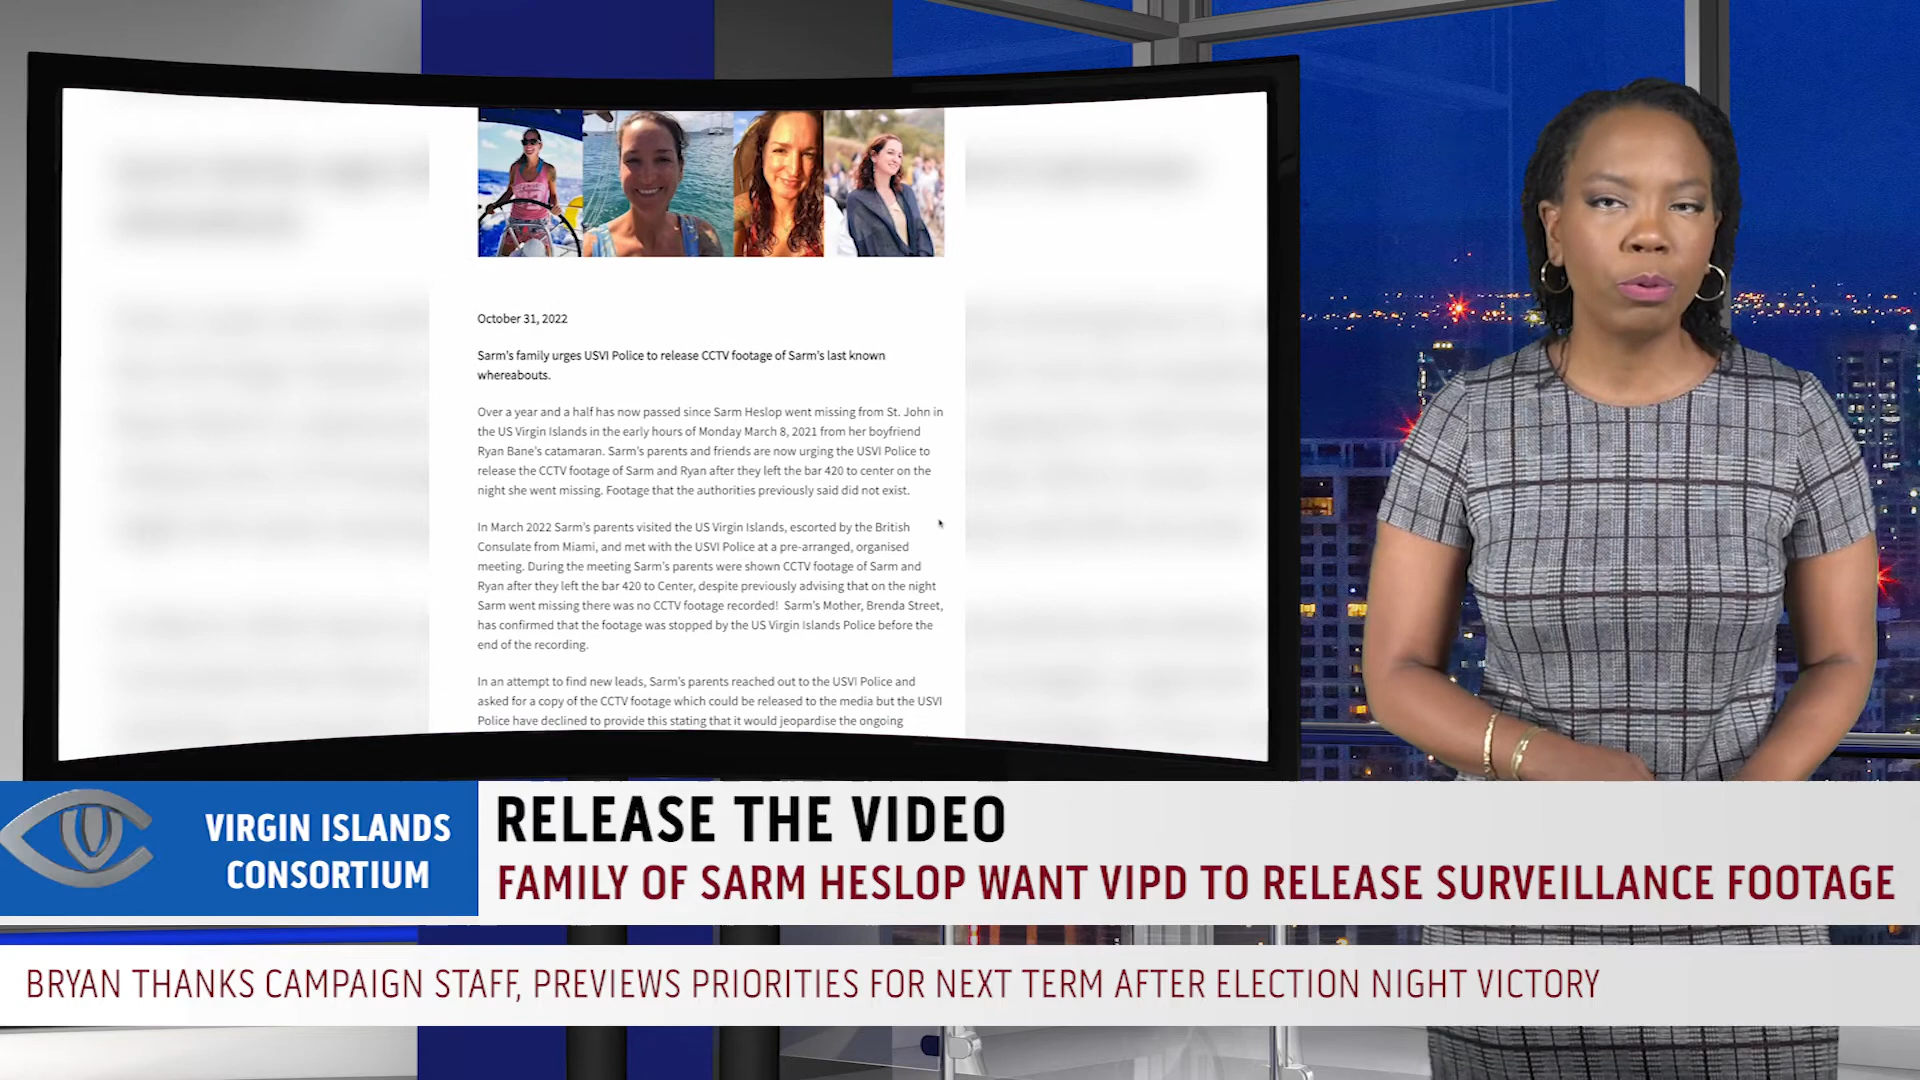 October 31, 2022
Sarm's family urges USVI Police to release CCTV footage of Sarm's last known
whereabouts.
Over a year and a half has now passed since Sarm Heslop went missing from St. John in
the US Virgin Islands in the early hours of Monday March 8, 2021 from her boyfriend
Ryan Bane's catamaran. Sarm's parents and friends are now urging the USVI Police to
release the CCTV footage of Sarm and Ryan after they left the bar 420 to center on the
night she went missing. Footage that the authorities previously said did not exist.
In March 2022 Sarm's parents visited the US Virgin Islands, escorted by the British
Consulate from Miami, and met with the USVI Police at a pre-arranged, organised
meeting. During the meeting Sarm's parents were shown CCTV footage of Sarm and
Ryan after they left the bar 420 to Center, despite previously advising that on the night
Sarm went missing there was no CCTV footage recorded! Sarm's Mother, Brenda Street,
has confirmed that the footage was stopped by the US Virgin Islands Police before the
end of the recording.
In an attempt to find new leads, Sarm's parents reached out to the USVI Police and
asked for a copy of the CCTV footage which could be released to the media but the USVI
Police have declined to provide this stating that it would jeopardise the ongoing
VIRGIN ISLANDS
CONSORTIUM
RELEASE THE VIDEO
FAMILY OF SARM HESLOP WANT VIPD TO RELEASE SURVEILLANCE FOOTAGE
BRYAN THANKS CAMPAIGN STAFF, PREVIEWS PRIORITIES FOR NEXT TERM AFTER ELECTION NIGHT VICTORY